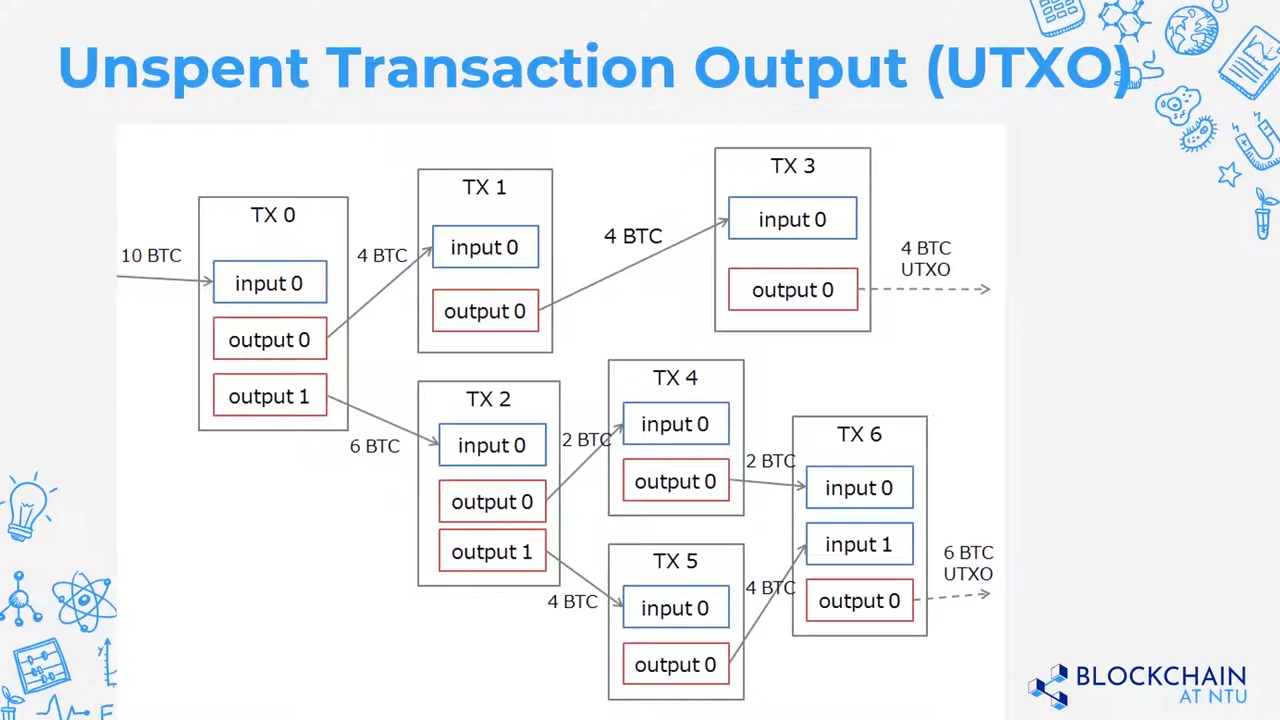 Unspent Transaction Output (UTXO)
TX 0
10 BTC
input 0
output 0
output 1
4 BTC
6 BTC
TX 1
input 0
output 0
4 BTC
TX 3
input 0
output 0
4 BTC
UTXO
TX 2
input 0
output 0
output 1
2 BTC
4 BTC
TX 4
input 0
output 0
2 BTC
TX 5
input 0
output 0
4 BTC
TX 6
input 0
input 1
output 0
6 BTC
UTXO
BLOCKCHAIN
AT NTU